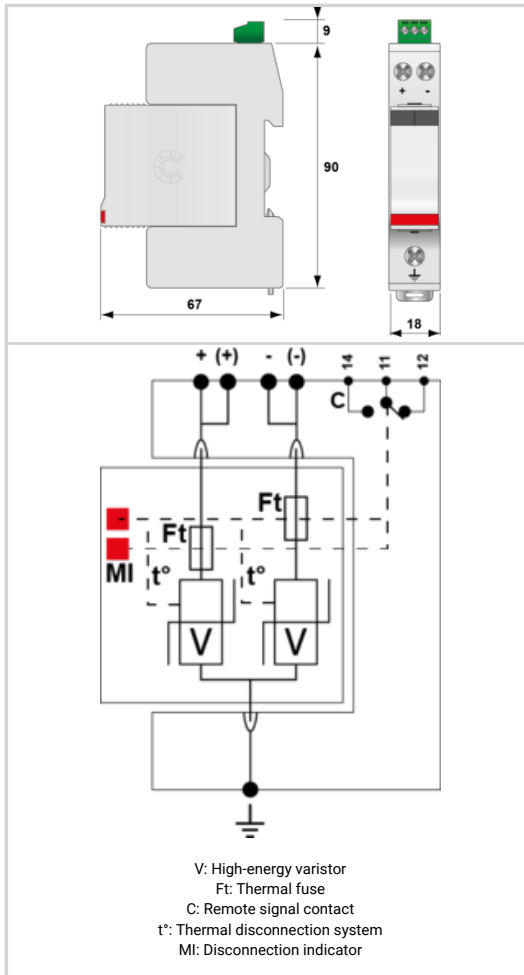 9
+ -
90
67
18
+ (+) - (-) 14 11 12
C
Ft
Ft
MI
t° t°
V V
V: High-energy varistor
Ft: Thermal fuse
C: Remote signal contact
t°: Thermal disconnection system
MI: Disconnection indicator